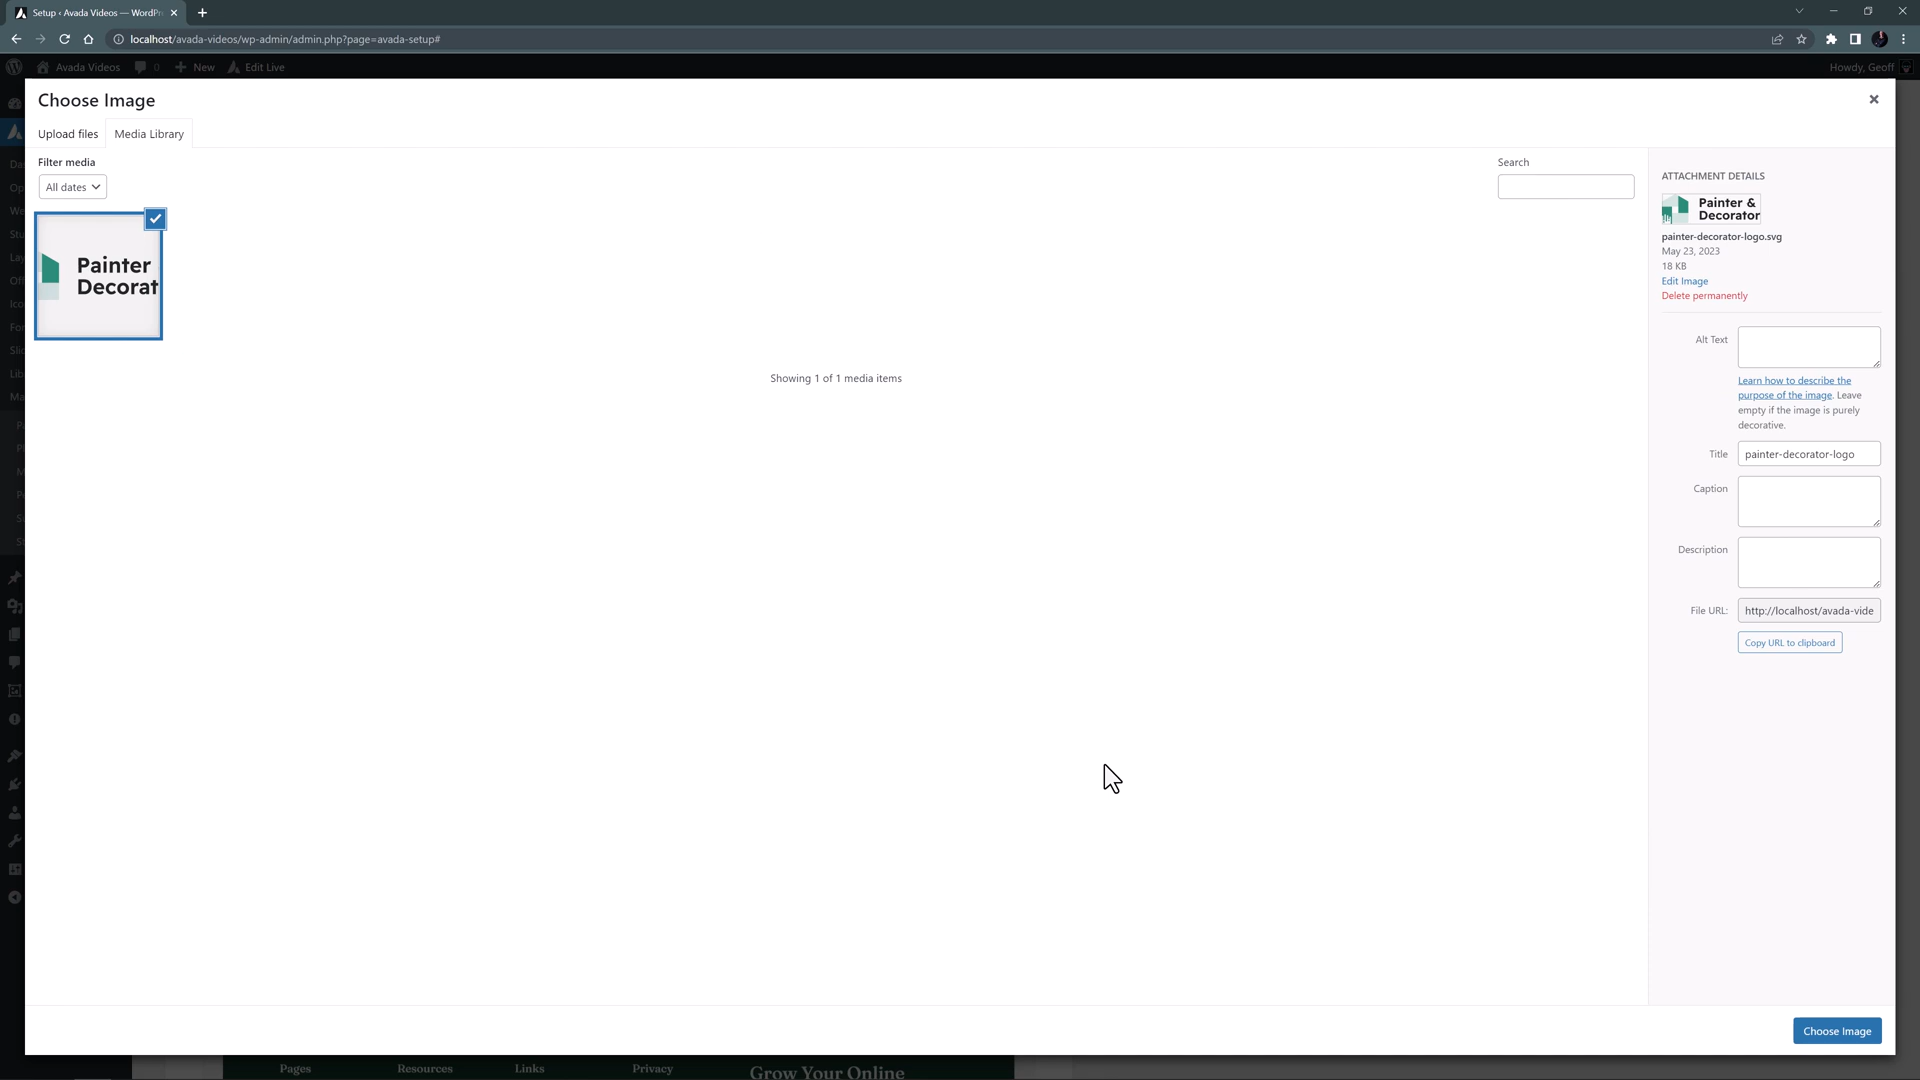 Setup ‹ Avada Videos — WordPr
localhost/avada-videos/wp-admin/admin.php?page=avada-setup#
Avada Videos
0
New
Edit Live
Howdy, Geoff
Choose Image
Upload files
Media Library
Filter media
All dates
Search
Painter
Decorat
Showing 1 of 1 media items
ATTACHMENT DETAILS
Painter &
Decorator
painter-decorator-logo.svg
May 23, 2023
18 KB
Edit Image
Delete permanently
Alt Text
Learn how to describe the
purpose of the image. Leave
empty if the image is purely
decorative.
Title
painter-decorator-logo
Caption
Description
File URL:
http://localhost/avada-vide
Copy URL to clipboard
Choose Image
Pages
Resources
Links
Privacy
Grow Your Online